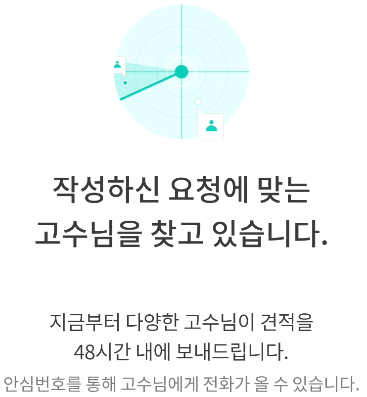 작성하신 요청에 맞는
고수님을 찾고 있습니다.
지금부터 다양한 고수님이 견적을
48시간 내에 보내드립니다.
안심번호를 통해 고수님에게 전화가 올 수 있습니다.